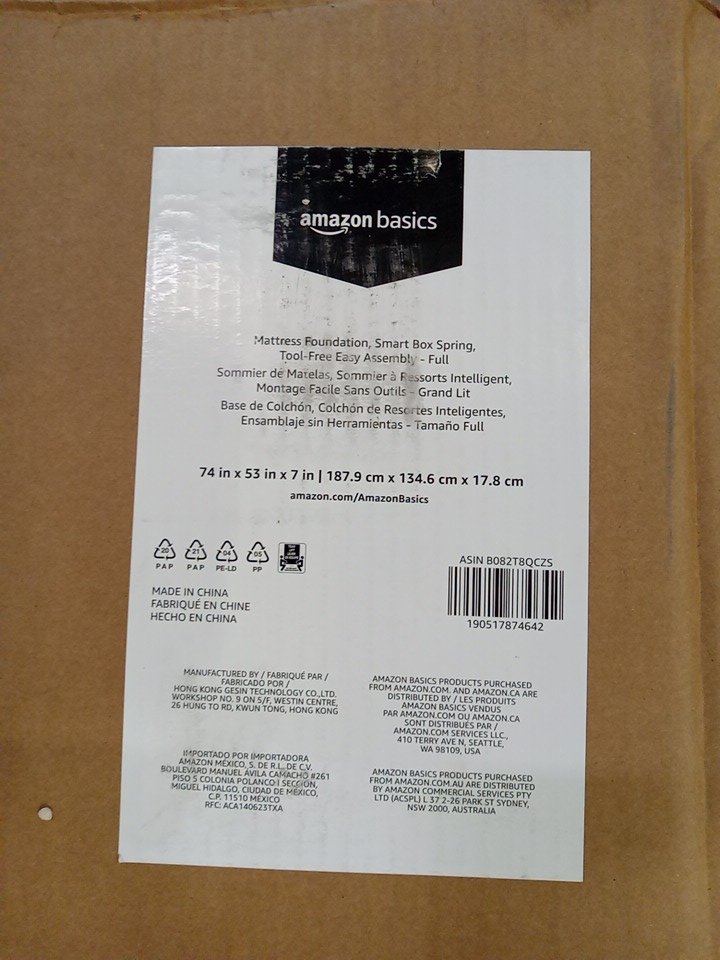 amazon basics
Mattress Foundation, Smart Box Spring,
Tool-Free Easy Assembly - Full
Sommier de Matelas, Sommier à Ressorts Intelligent,
Montage Facile Sans Outils - Grand Lit
Base de Colchón, Colchón de Resortes Inteligentes,
Ensamblaje sin Herramientas - Tamaño Full
74 in x 53 in x 7 in | 187.9 cm x 134.6 cm x 17.8 cm
amazon.com/AmazonBasics
20 PAP
21 PAP
04 PE-LD
05 PP
MADE IN CHINA
FABRIQUÉ EN CHINE
HECHO EN CHINA
ASIN B082T8QCZS
190517874642
MANUFACTURED BY / FABRIQUÉ PAR /
FABRICADO POR /
HONG KONG GESIN TECHNOLOGY CO.,LTD.
WORKSHOP NO. 9 ON 5/F, WESTIN CENTRE,
26 HUNG TO RD, KWUN TONG, HONG KONG
AMAZON BASICS PRODUCTS PURCHASED
FROM AMAZON.COM. AND AMAZON.CA ARE
DISTRIBUTED BY / LES PRODUITS
AMAZON BASICS VENDUS
PAR AMAZON.COM OU AMAZON.CA
SONT DISTRIBUÉS PAR /
AMAZON.COM SERVICES LLC.,
410 TERRY AVE N, SEATTLE,
WA 98109, USA
IMPORTADO POR IMPORTADORA
AMAZON MÉXICO, S. DE R.L. DE C.V.
BOULEVARD MANUEL ÁVILA CAMACHO #261
PISO 5 COLONIA POLANCO I SECCIÓN,
MIGUEL HIDALGO, CIUDAD DE MÉXICO,
C.P. 11510 MÉXICO
RFC: ACA140623TXA
AMAZON BASICS PRODUCTS PURCHASED
FROM AMAZON.COM.AU ARE DISTRIBUTED
BY AMAZON COMMERCIAL SERVICES PTY
LTD (ACSPL) L 37 2-26 PARK ST SYDNEY,
NSW 2000, AUSTRALIA